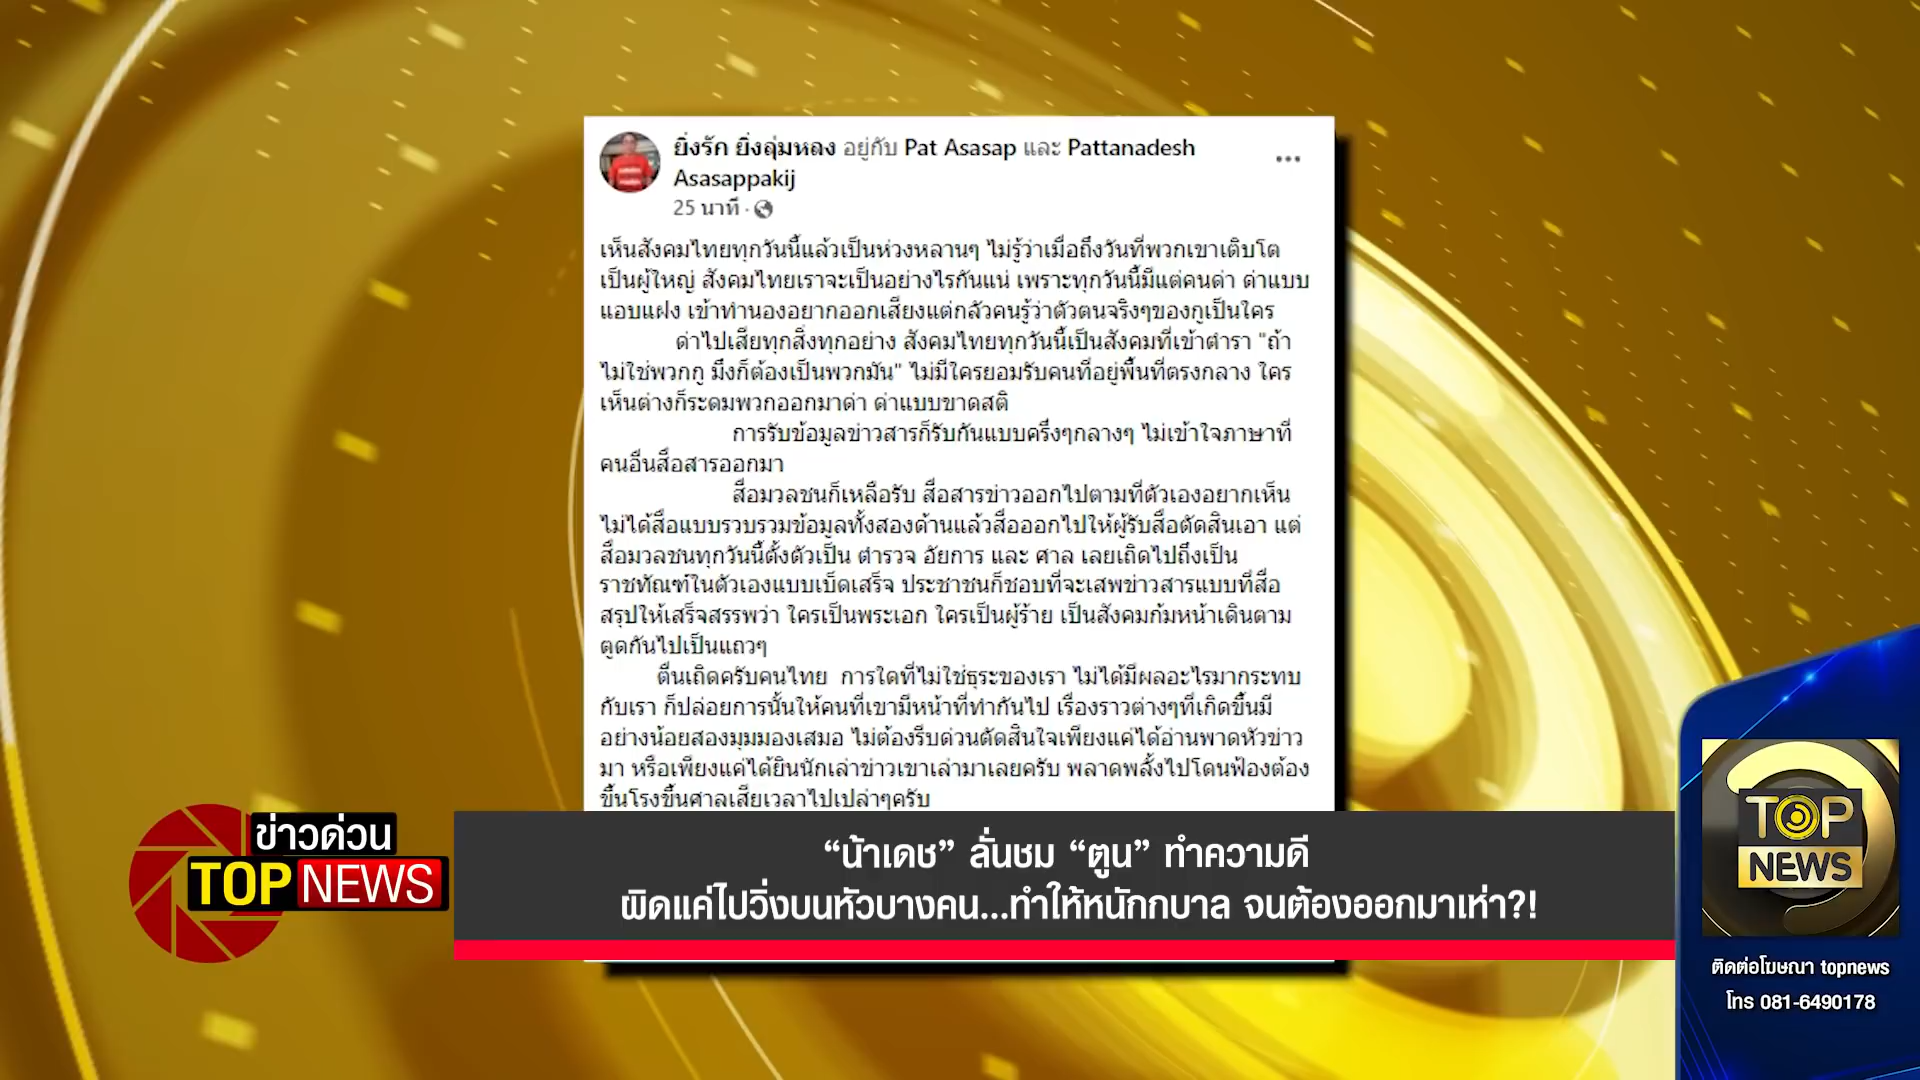 ยิ่งรัก ยิ่งลุ่มหลง อยู่กับ Pat Asasap และ Pattanadesh
Asasappakij
25 นาที
เห็นสังคมไทยทุกวันนี้แล้วเป็นห่วงหลานๆ ไม่รู้ว่าเมื่อถึงวันที่พวกเขาเติบโต
เป็นผู้ใหญ่ สังคมไทยเราจะเป็นอย่างไรกันแน่ เพราะทุกวันนี้มีแต่คนด่า ด่าแบบ
แอบแฝง เข้าทำนองอยากออกเสียงแต่กลัวคนรู้ว่าตัวตนจริงๆของกูเป็นใคร
ด่าไปเสียทุกสิ่งทุกอย่าง สังคมไทยทุกวันนี้เป็นสังคมที่เข้าตำรา "ถ้า
ไม่ใช่พวกกู มึงก็ต้องเป็นพวกมัน" ไม่มีใครยอมรับคนที่อยู่พื้นที่ตรงกลาง ใคร
เห็นต่างก็ระดมพวกออกมาด่า ด่าแบบขาดสติ
การรับข้อมูลข่าวสารก็รับกันแบบครึ่งๆกลางๆ ไม่เข้าใจภาษาที่
คนอื่นสื่อสารออกมา
สื่อมวลชนก็เหลือรับ สื่อสารข่าวออกไปตามที่ตัวเองอยากเห็น
ไม่ได้สื่อแบบรวบรวมข้อมูลทั้งสองด้านแล้วสื่อออกไปให้ผู้รับสื่อตัดสินเอา แต่
สื่อมวลชนทุกวันนี้ตั้งตัวเป็น ตำรวจ อัยการ และ ศาล เลยเถิดไปถึงเป็น
ราชทัณฑ์ในตัวเองแบบเบ็ดเสร็จ ประชาชนก็ชอบที่จะเสพข่าวสารแบบที่สื่อ
สรุปให้เสร็จสรรพว่า ใครเป็นพระเอก ใครเป็นผู้ร้าย เป็นสังคมก้มหน้าเดินตาม
ตูดกันไปเป็นแถวๆ
ตื่นเถิดครับคนไทย การใดที่ไม่ใช่ธุระของเรา ไม่ได้มีผลอะไรมากระทบ
กับเรา ก็ปล่อยการนั้นให้คนที่เขามีหน้าที่ทำกันไป เรื่องราวต่างๆที่เกิดขึ้นมี
อย่างน้อยสองมุมมองเสมอ ไม่ต้องรีบด่วนตัดสินใจเพียงแค่ได้อ่านพาดหัวข่าว
มา หรือเพียงแค่ได้ยินนักเล่าข่าวเขาเล่ามาเลยครับ พลาดพลั้งไปโดนฟ้องต้อง
ขึ้นโรงขึ้นศาลเสียเวลาไปเปล่าๆครับ
ข่าวด่วน
TOP NEWS
“น้าเดช” ลั่นชม “ตูน” ทำความดี
ผิดแค่ไปวิ่งบนหัวบางคน...ทำให้หนักกบาล จนต้องออกมาเห่า?!
TOP
NEWS
ติดต่อโฆษณา topnews
โทร 081-6490178